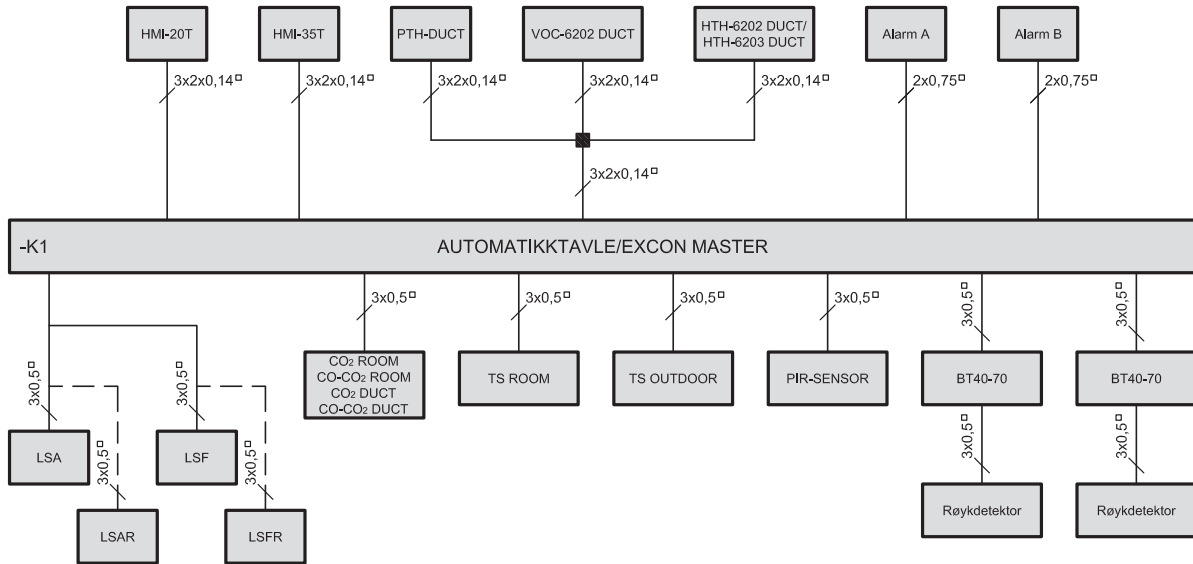 HMI-20T
HMI-35T
PTH-DUCT
VOC-6202 DUCT
HTH-6202 DUCT/
HTH-6203 DUCT
Alarm A
Alarm B
3x2x0,14□
3x2x0,14□
3x2x0,14□
3x2x0,14□
3x2x0,14□
2x0,75□
2x0,75□
3x2x0,14□
-K1
AUTOMATIKKTAVLE/EXCON MASTER
3x0,5□
3x0,5□
3x0,5□
3x0,5□
3x0,5□
3x0,5□
CO₂ ROOM
CO-CO₂ ROOM
CO₂ DUCT
CO-CO₂ DUCT
TS ROOM
TS OUTDOOR
PIR-SENSOR
BT40-70
BT40-70
3x0,5□
3x0,5□
3x0,5□
3x0,5□
LSA
LSF
3x0,5□
3x0,5□
LSAR
LSFR
Røykdetektor
Røykdetektor